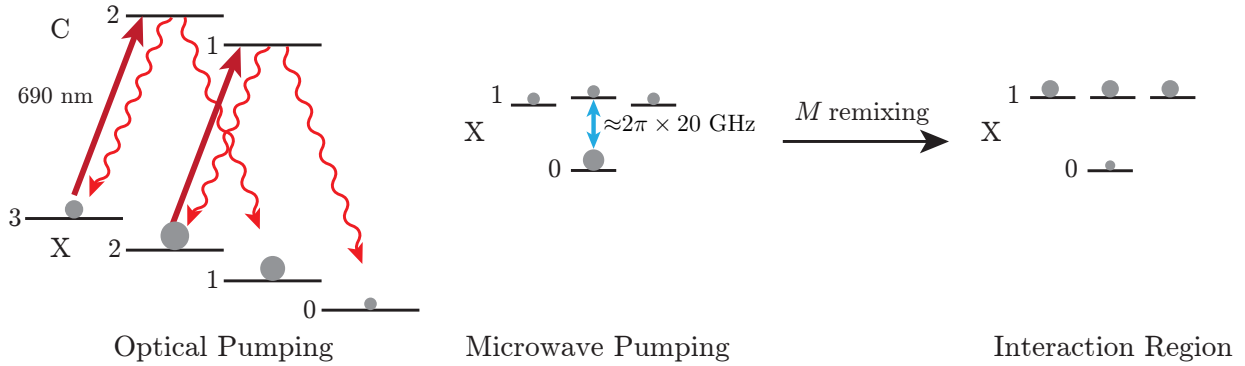 2
C
1
690 nm
3
X
2
1
0
Optical Pumping
1
X
≈2π × 20 GHz
0
Microwave Pumping
M remixing
1
X
0
Interaction Region